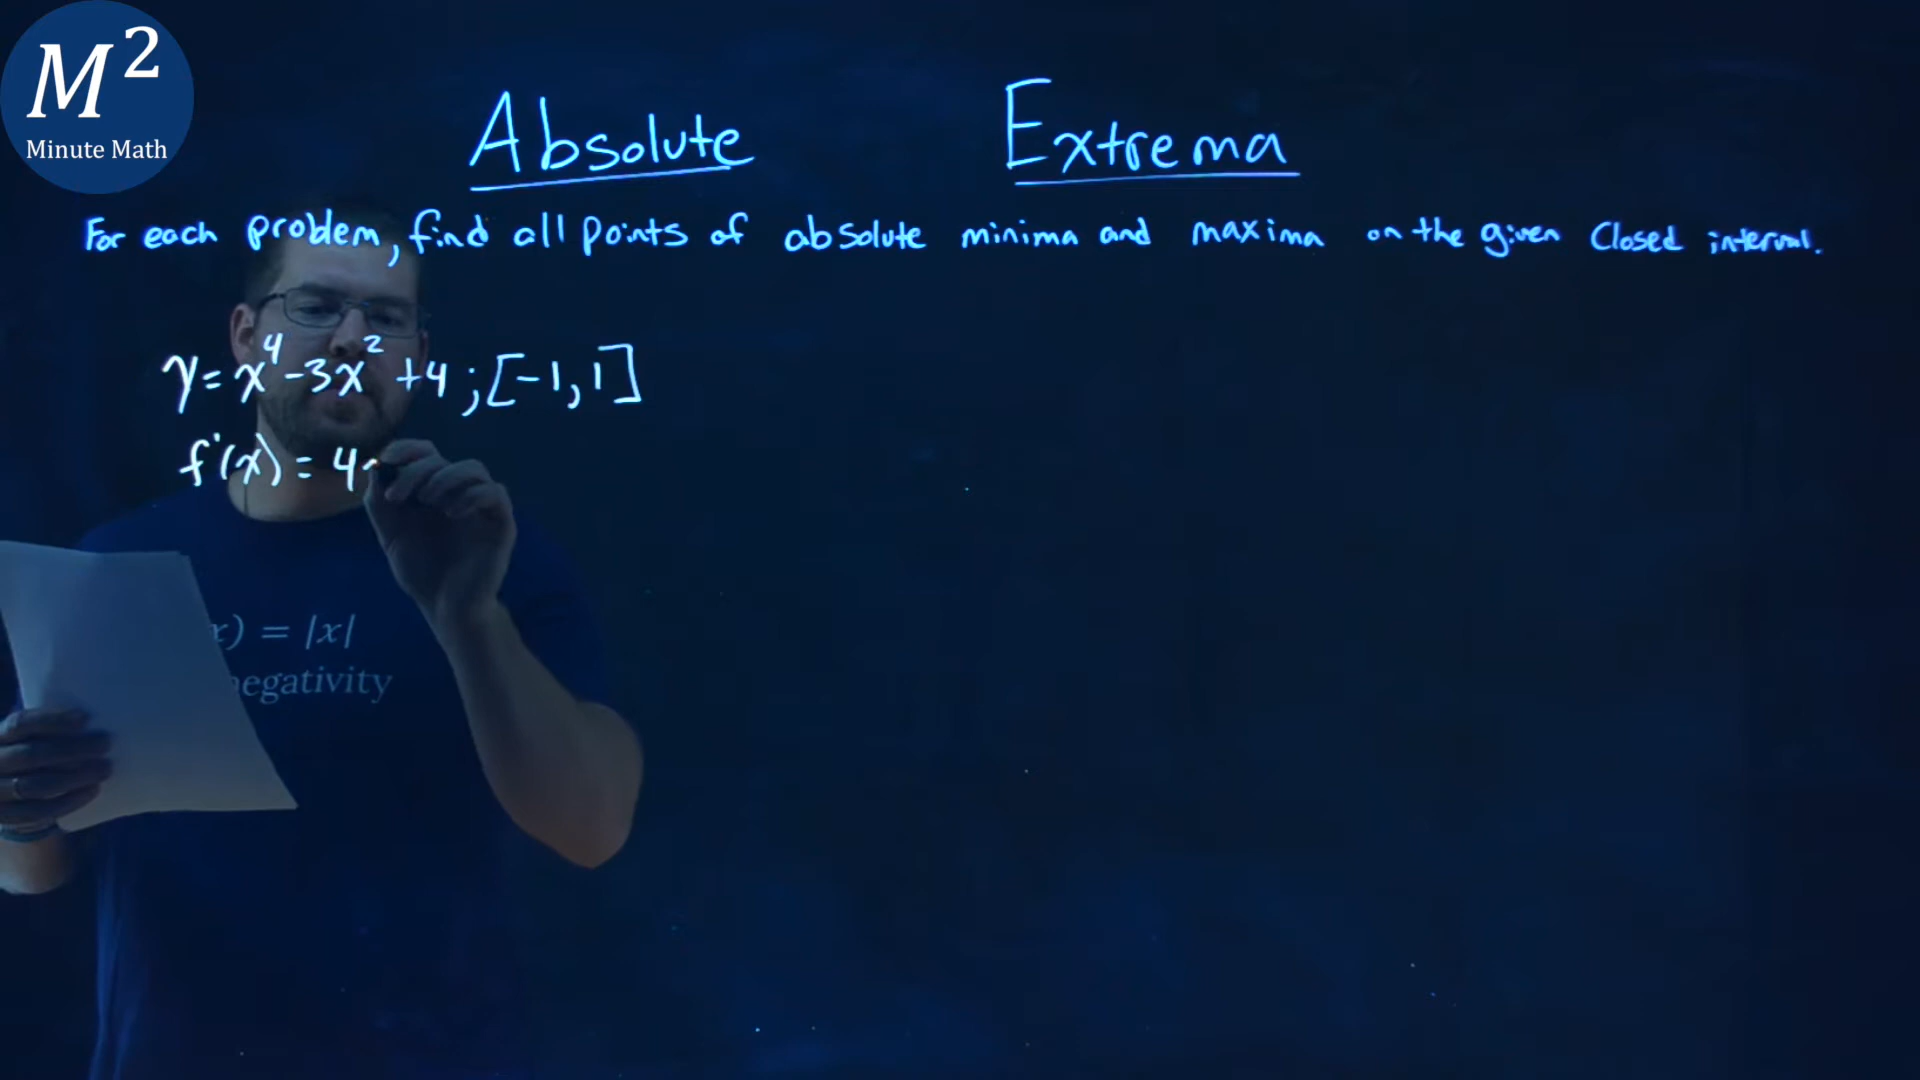 M²
Minute Math
Absolute Extrema
For each problem, find all points of absolute minima and maxima on the given closed interval.
y = x⁴ - 3x² + 4 ; [-1, 1]
f'(x) = 4
x) = |x|
negativity